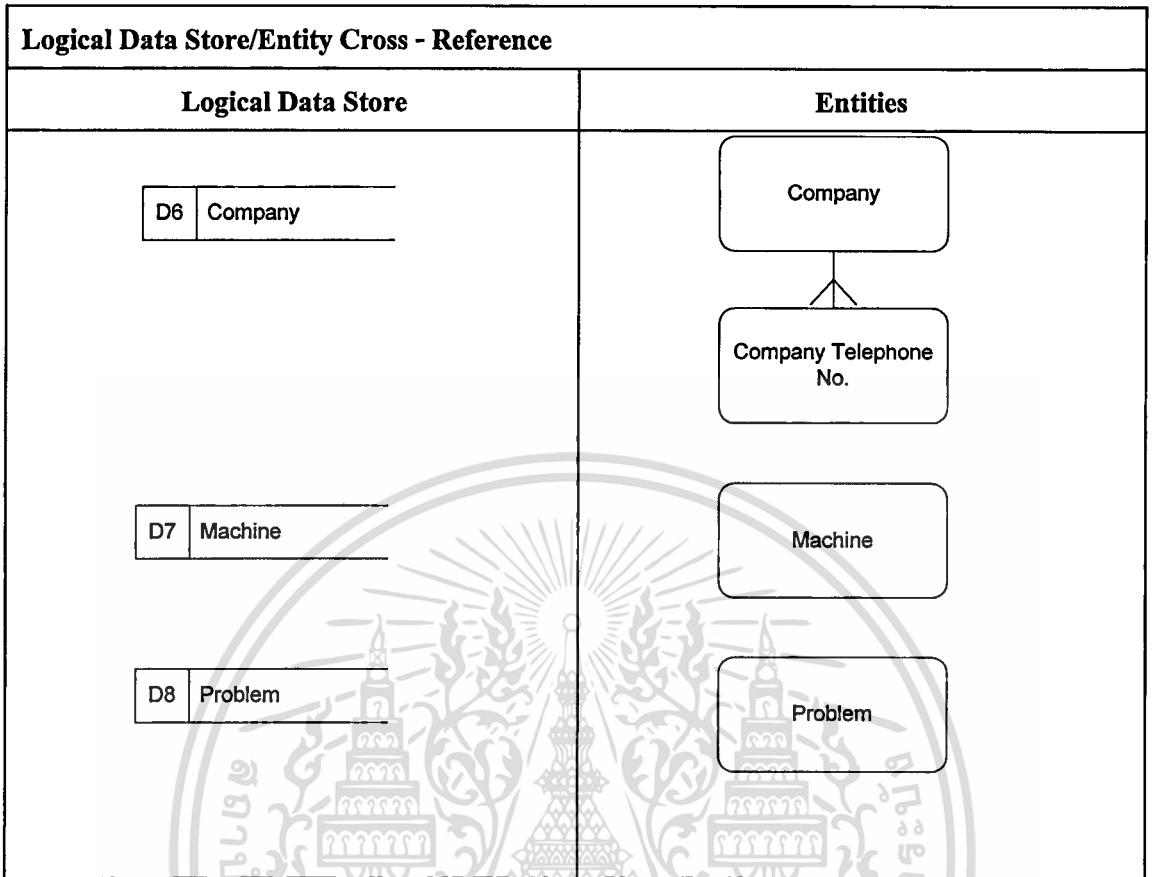 Logical Data Store/Entity Cross - Reference
Logical Data Store
Entities
D6 Company
Company
Company Telephone
No.
D7 Machine
Machine
D8 Problem
Problem